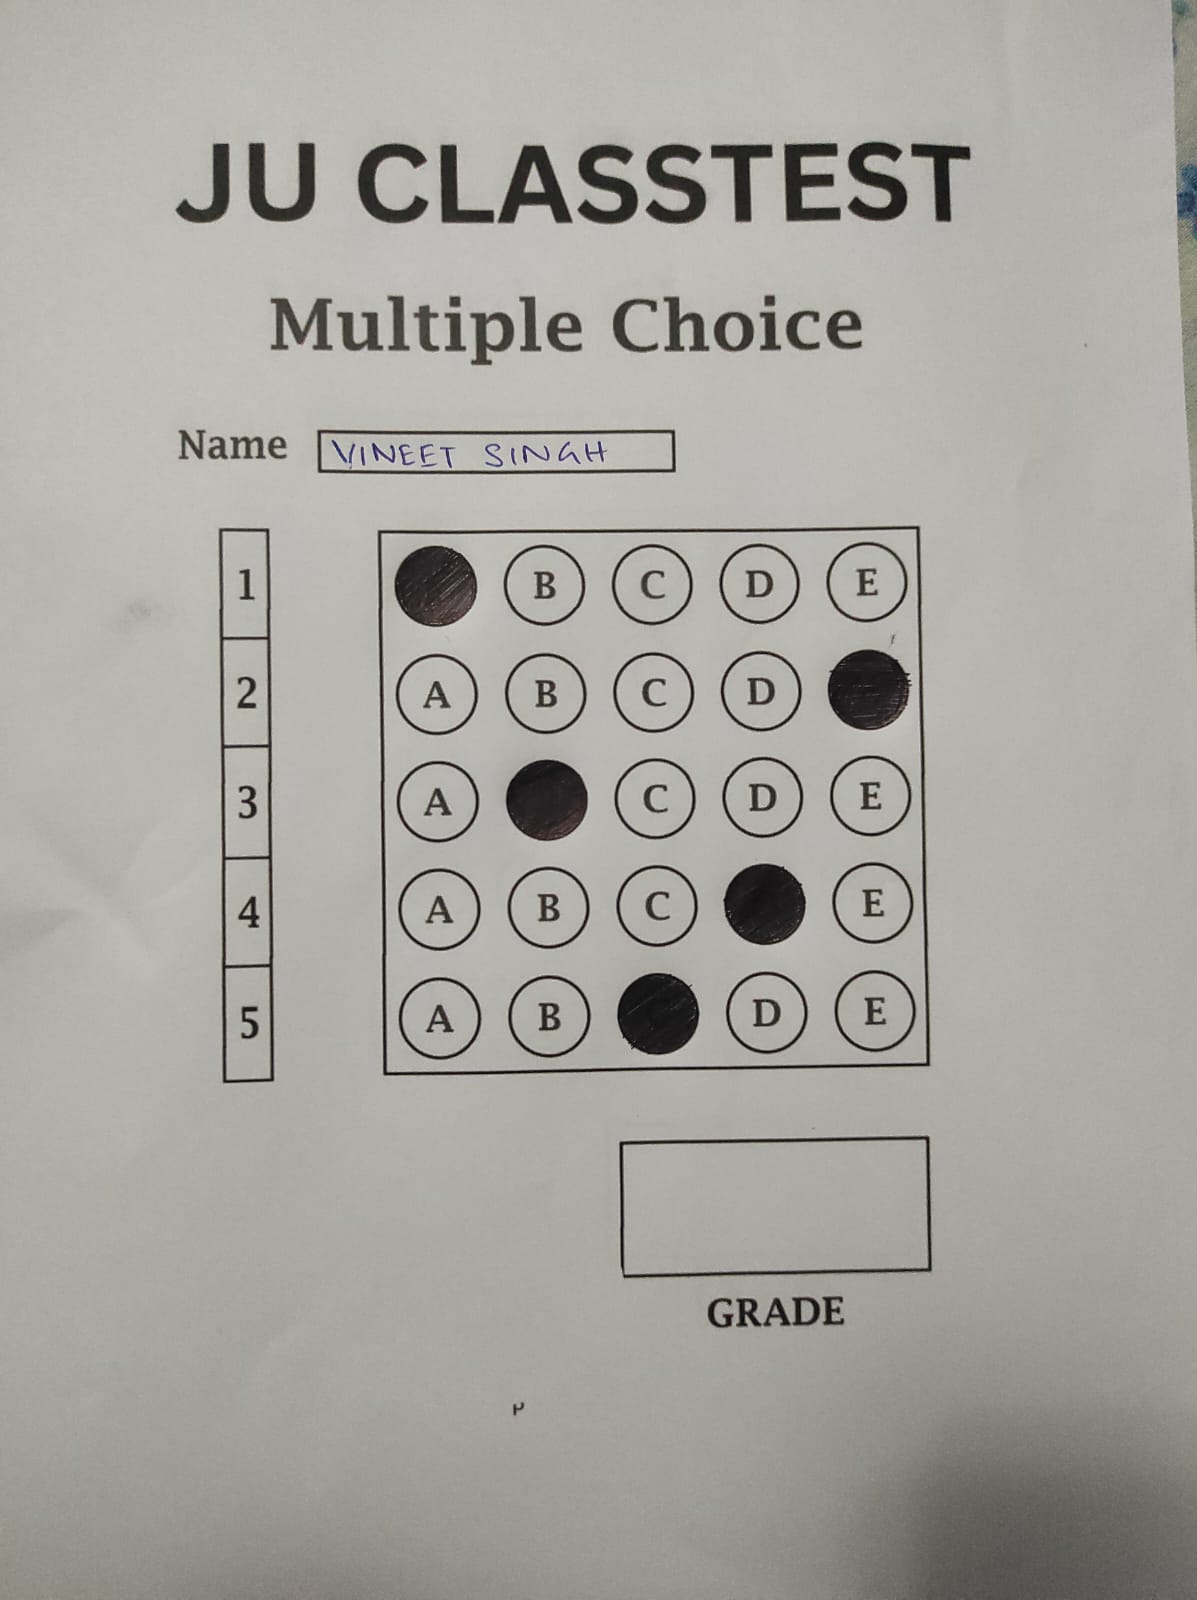 JU CLASSTEST
Multiple Choice
Name VINEET SINGH
1 B C D E
2 A B C D
3 A C D E
4 A B C E
5 A B D E
GRADE